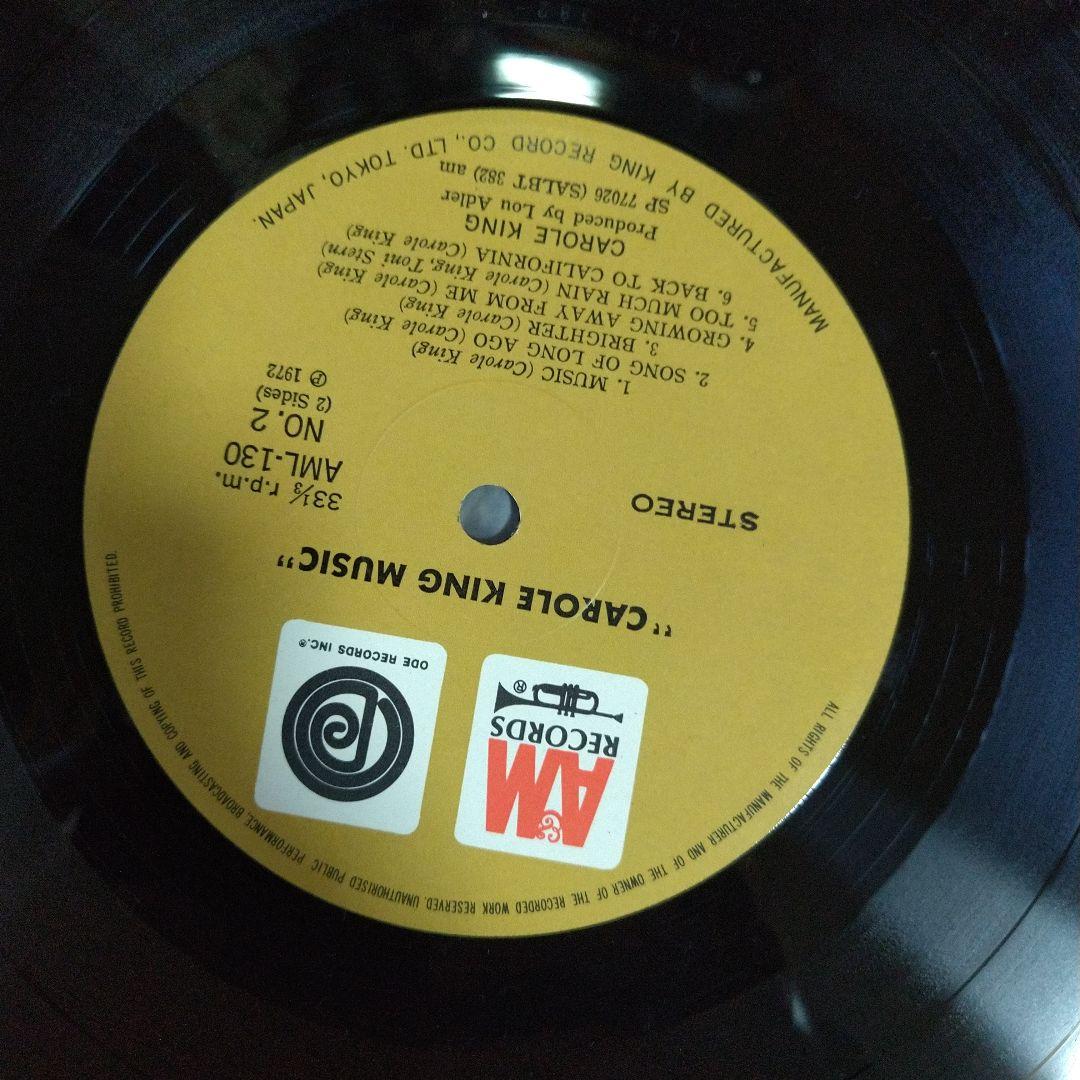 A&M
RECORDS
®
ODE RECORDS INC.®
"CAROLE KING MUSIC"
STEREO
33⅓ r.p.m.
AML-130
NO. 2
(2 Sides)
℗ 1972
1. MUSIC (Carole King)
2. SONG OF LONG AGO (Carole King)
3. BRIGHTER (Carole King)
4. GROWING AWAY FROM ME (Carole King)
5. TOO MUCH RAIN (Carole King, Toni Stern)
6. BACK TO CALIFORNIA (Carole King)
CAROLE KING
Produced by Lou Adler
SP 77026 (SALBT 382) am
MANUFACTURED BY KING RECORD CO., LTD. TOKYO, JAPAN.
ALL RIGHTS OF THE MANUFACTURER AND OF THE OWNER OF THE RECORDED WORK RESERVED. UNAUTHORISED PUBLIC PERFORMANCE, BROADCASTING AND COPYING OF THIS RECORD PROHIBITED.